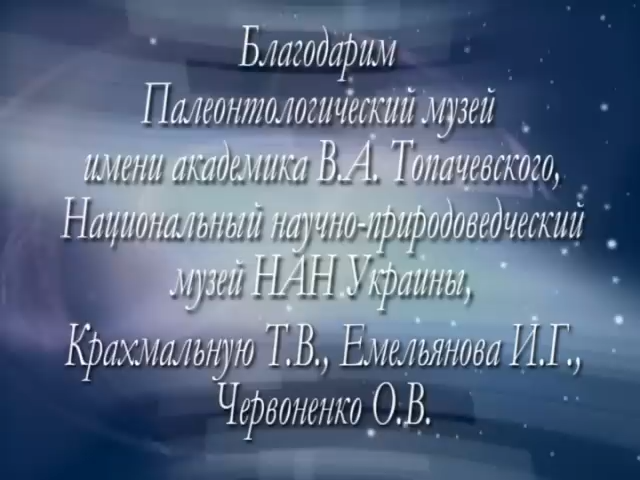 Благодарим
Палеонтологический музей
имени академика В.А. Топачевского,
Национальный научно-природоведческий
музей НАН Украины,
Крахмальную Т.В., Емельянова И.Г.,
Червоненко О.В.